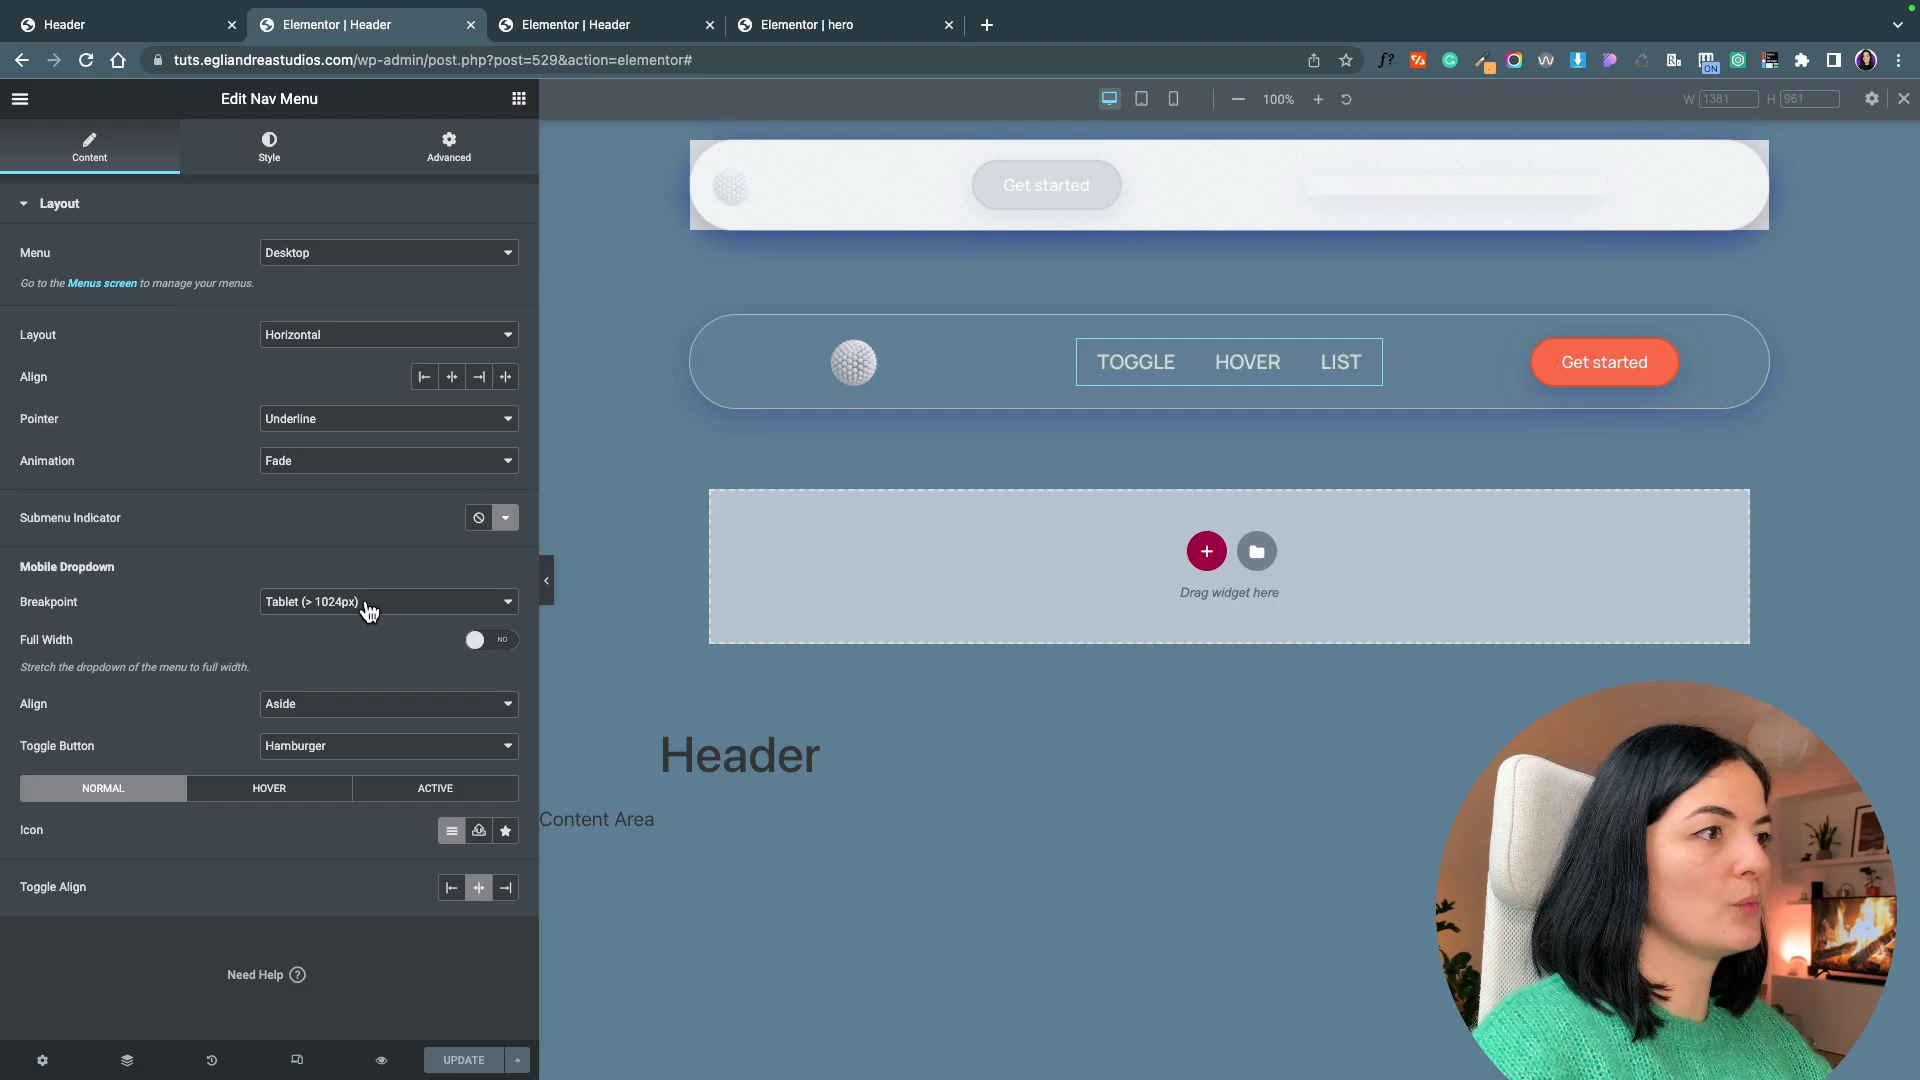 Header
Elementor | Header
Elementor | Header
Elementor | hero
tuts.egliandreastudios.com/wp-admin/post.php?post=529&action=elementor#
f?
ON
Edit Nav Menu
100%
W 1381
H 961
Content
Style
Advanced
Layout
Menu
Desktop
Go to the Menus screen to manage your menus.
Layout
Horizontal
Align
Pointer
Underline
Animation
Fade
Submenu Indicator
Mobile Dropdown
Breakpoint
Tablet (> 1024px)
Full Width
NO
Stretch the dropdown of the menu to full width.
Align
Aside
Toggle Button
Hamburger
NORMAL
HOVER
ACTIVE
Icon
Toggle Align
Need Help
UPDATE
Get started
TOGGLE
HOVER
LIST
Get started
Drag widget here
Header
Content Area